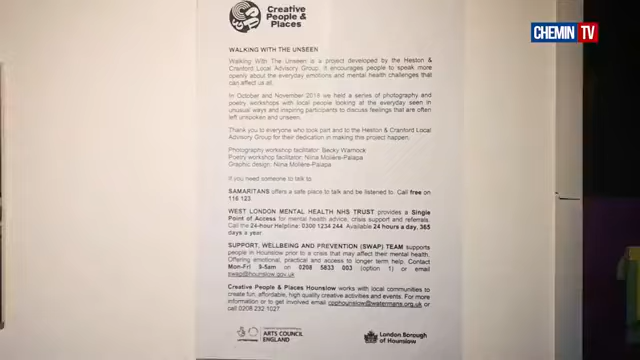 Creative
People &
Places
CHEMIN TV
WALKING WITH THE UNSEEN
Walking With The Unseen is a project developed by the Heston &
Cranford Local Advisory Group. It encourages people to speak more
openly about the everyday emotions and mental health challenges that
can affect us all.
In October and November 2018 we held a series of photography and
poetry workshops with local people looking at the everyday seen in
unusual ways and inspiring participants to discuss feelings that are often
left unspoken and unseen.
Thank you to everyone who took part and to the Heston & Cranford Local
Advisory Group for their dedication in making this project happen.
Photography workshop facilitator: Becky Warnock
Poetry workshop facilitator: Niina Molière-Palapa
Graphic design: Niina Molière-Palapa
If you need someone to talk to
SAMARITANS offers a safe place to talk and be listened to. Call free on
116 123
WEST LONDON MENTAL HEALTH NHS TRUST provides a Single
Point of Access for mental health advice, crisis support and referrals.
Call the 24-hour Helpline: 0300 1234 244. Available 24 hours a day, 365
days a year.
SUPPORT, WELLBEING AND PREVENTION (SWAP) TEAM supports
people in Hounslow prior to a crisis that may affect their mental health.
Offering emotional, practical and access to longer term help. Contact
Mon-Fri 9-5am on 0208 5833 003 (option 1) or email
swap@hounslow.gov.uk
Creative People & Places Hounslow works with local communities to
create fun, affordable, high quality creative activities and events. For more
information or to get involved email cpphounslow@watermans.org.uk or
call 0208 232 1027
ARTS COUNCIL
ENGLAND
London Borough
of Hounslow